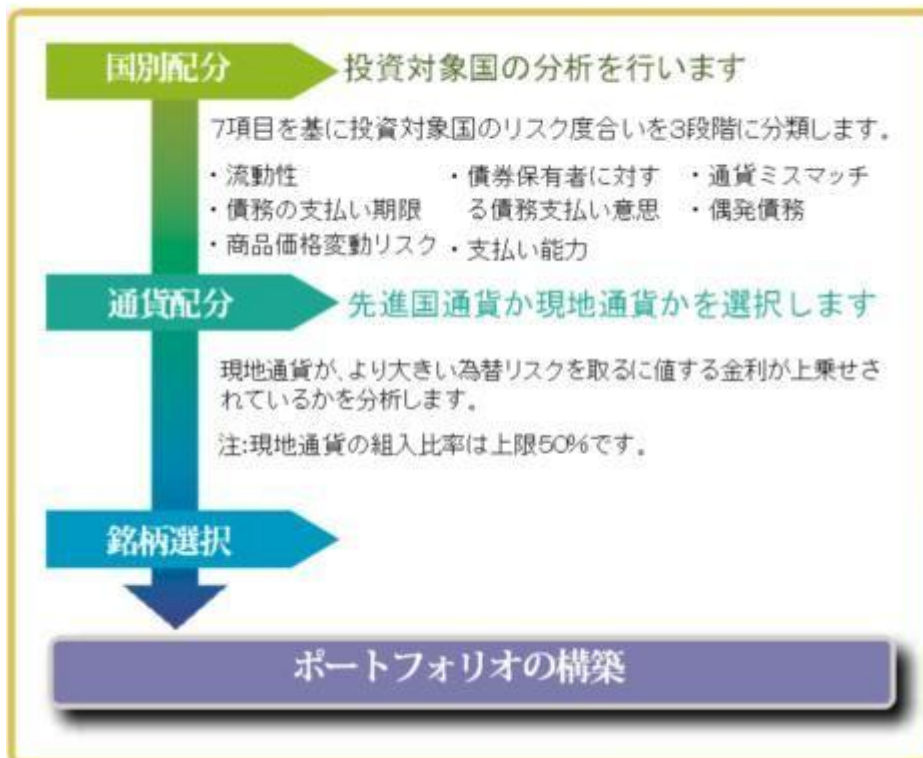 国別配分
投資対象国の分析を行います
7項目を基に投資対象国のリスク度合いを3段階に分類します。
・流動性
・債務の支払い期限
・商品価格変動リスク
・債券保有者に対す
る債務支払い意思
・支払い能力
・通貨ミスマッチ
・偶発債務
通貨配分
先進国通貨か現地通貨かを選択します
現地通貨が、より大きい為替リスクを取るに値する金利が上乗せさ
れているかを分析します。
注:現地通貨の組入比率は上限50%です。
銘柄選択
ポートフォリオの構築